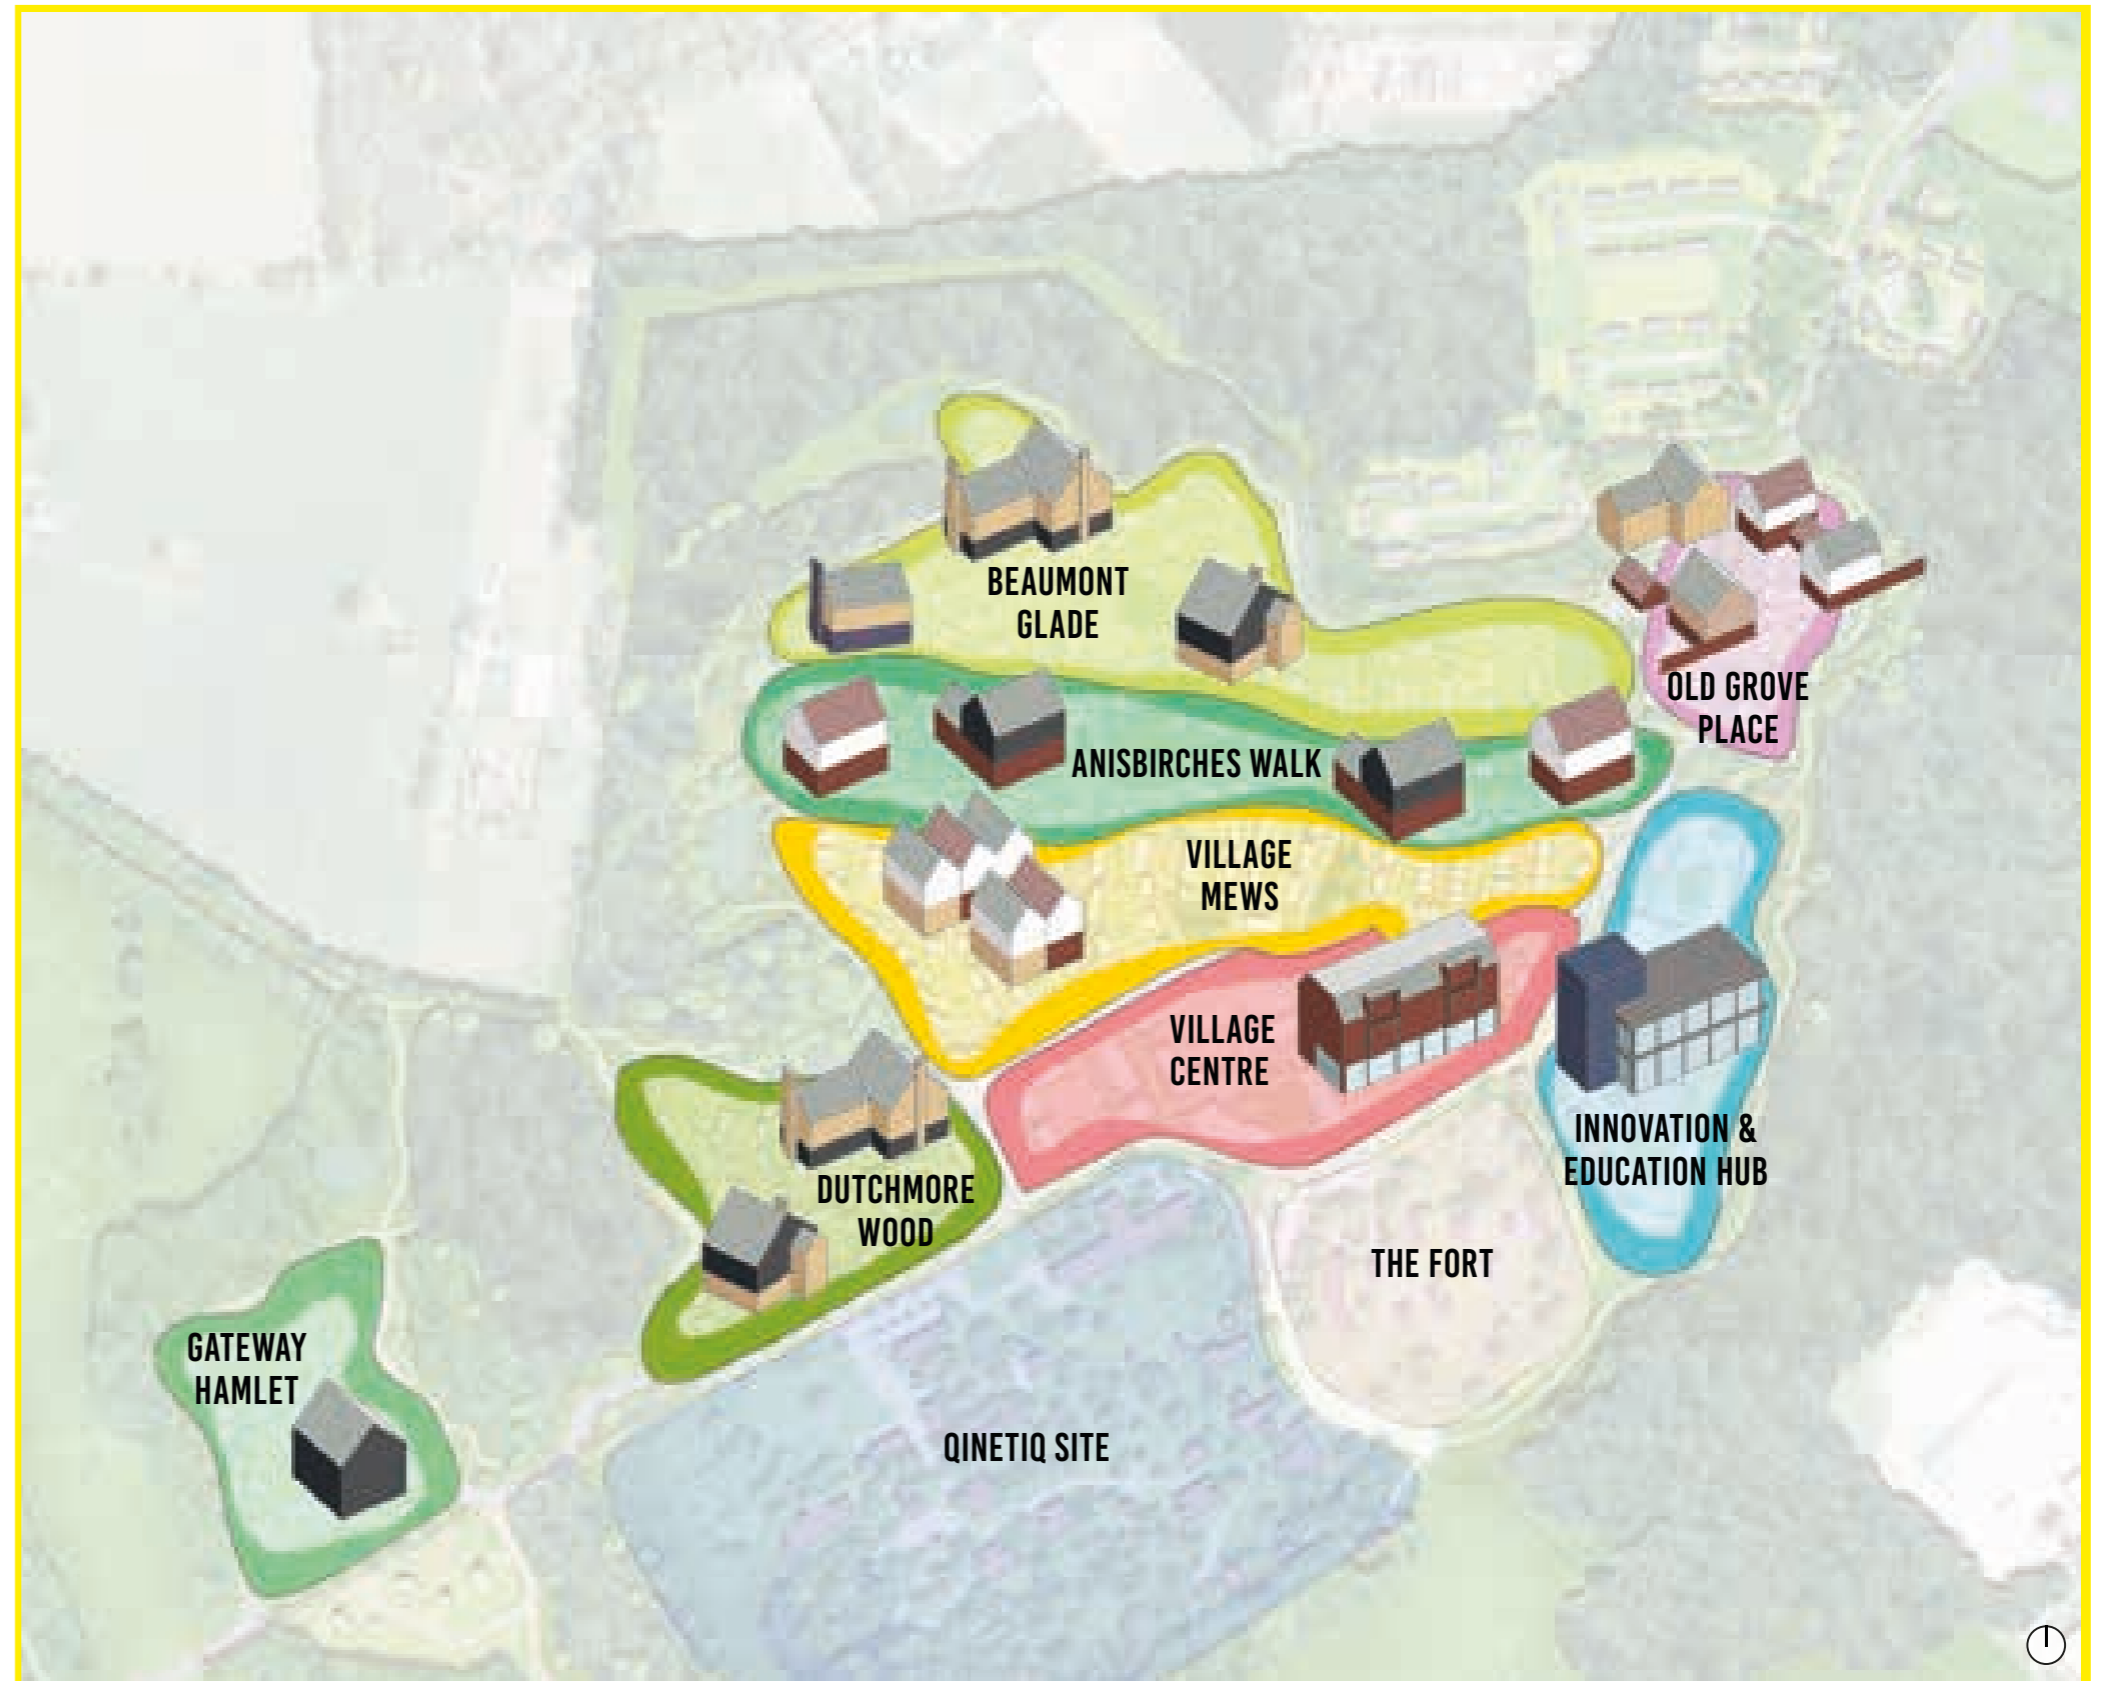 BEAUMONT
GLADE
OLD GROVE
PLACE
ANISBIRCHES WALK
VILLAGE
MEWS
VILLAGE
CENTRE
INNOVATION &
EDUCATION HUB
DUTCHMORE
WOOD
THE FORT
GATEWAY
HAMLET
QINETIQ SITE